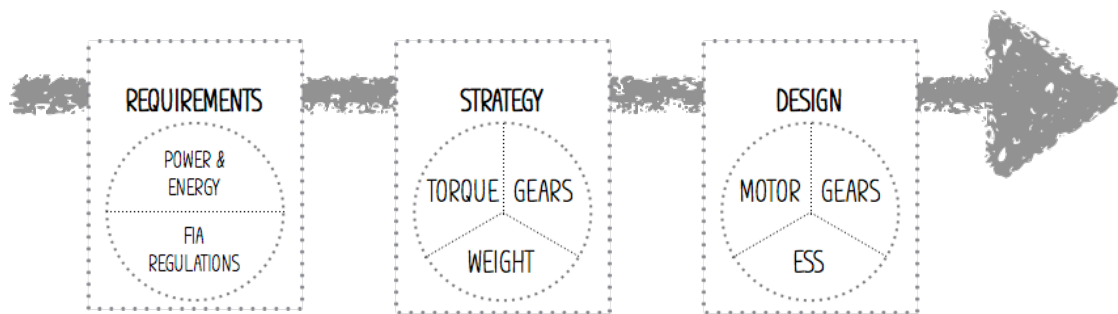 REQUIREMENTS
POWER &
ENERGY
FIA
REGULATIONS
STRATEGY
TORQUE
GEARS
WEIGHT
DESIGN
MOTOR
GEARS
ESS